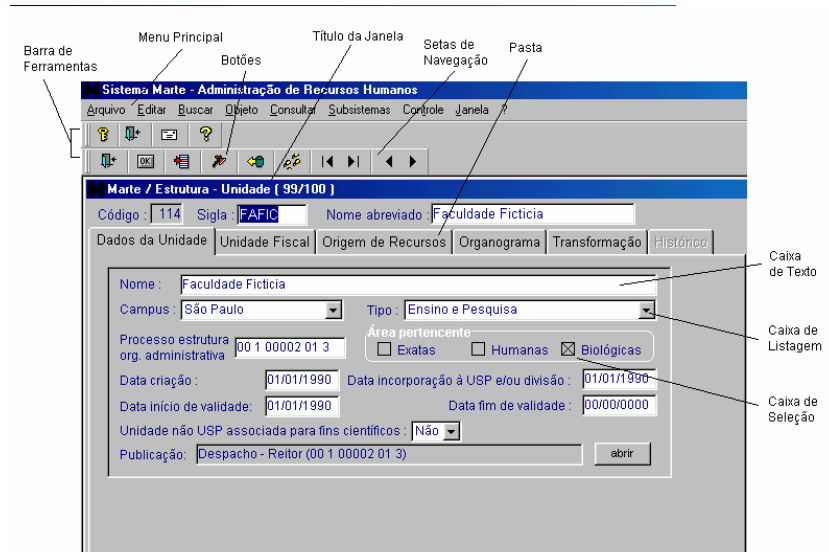 Barra de
Ferramentas
Menu Principal
Botões
Título da Janela
Setas de
Navegação
Pasta
Sistema Marte - Administração de Recursos Humanos
Arquivo Editar Buscar Objeto Consultar Subsistemas Controle Janela ?
OK
Marte / Estrutura - Unidade ( 99/100 )
Código : 114 Sigla : FAFIC Nome abreviado : Faculdade Ficticia
Dados da Unidade Unidade Fiscal Origem de Recursos Organograma Transformação Histórico
Nome : Faculdade Ficticia
Campus : São Paulo Tipo : Ensino e Pesquisa
Área pertencente
Processo estrutura
org. administrativa 00 1 00002 01 3 Exatas Humanas Biológicas
Data criação : 01/01/1990 Data incorporação à USP e/ou divisão : 01/01/1990
Data início de validade: 01/01/1990 Data fim de validade : 00/00/0000
Unidade não USP associada para fins científicos : Não
Publicação: Despacho - Reitor (00 1 00002 01 3) abrir
Caixa
de Texto
Caixa de
Listagem
Caixa de
Seleção